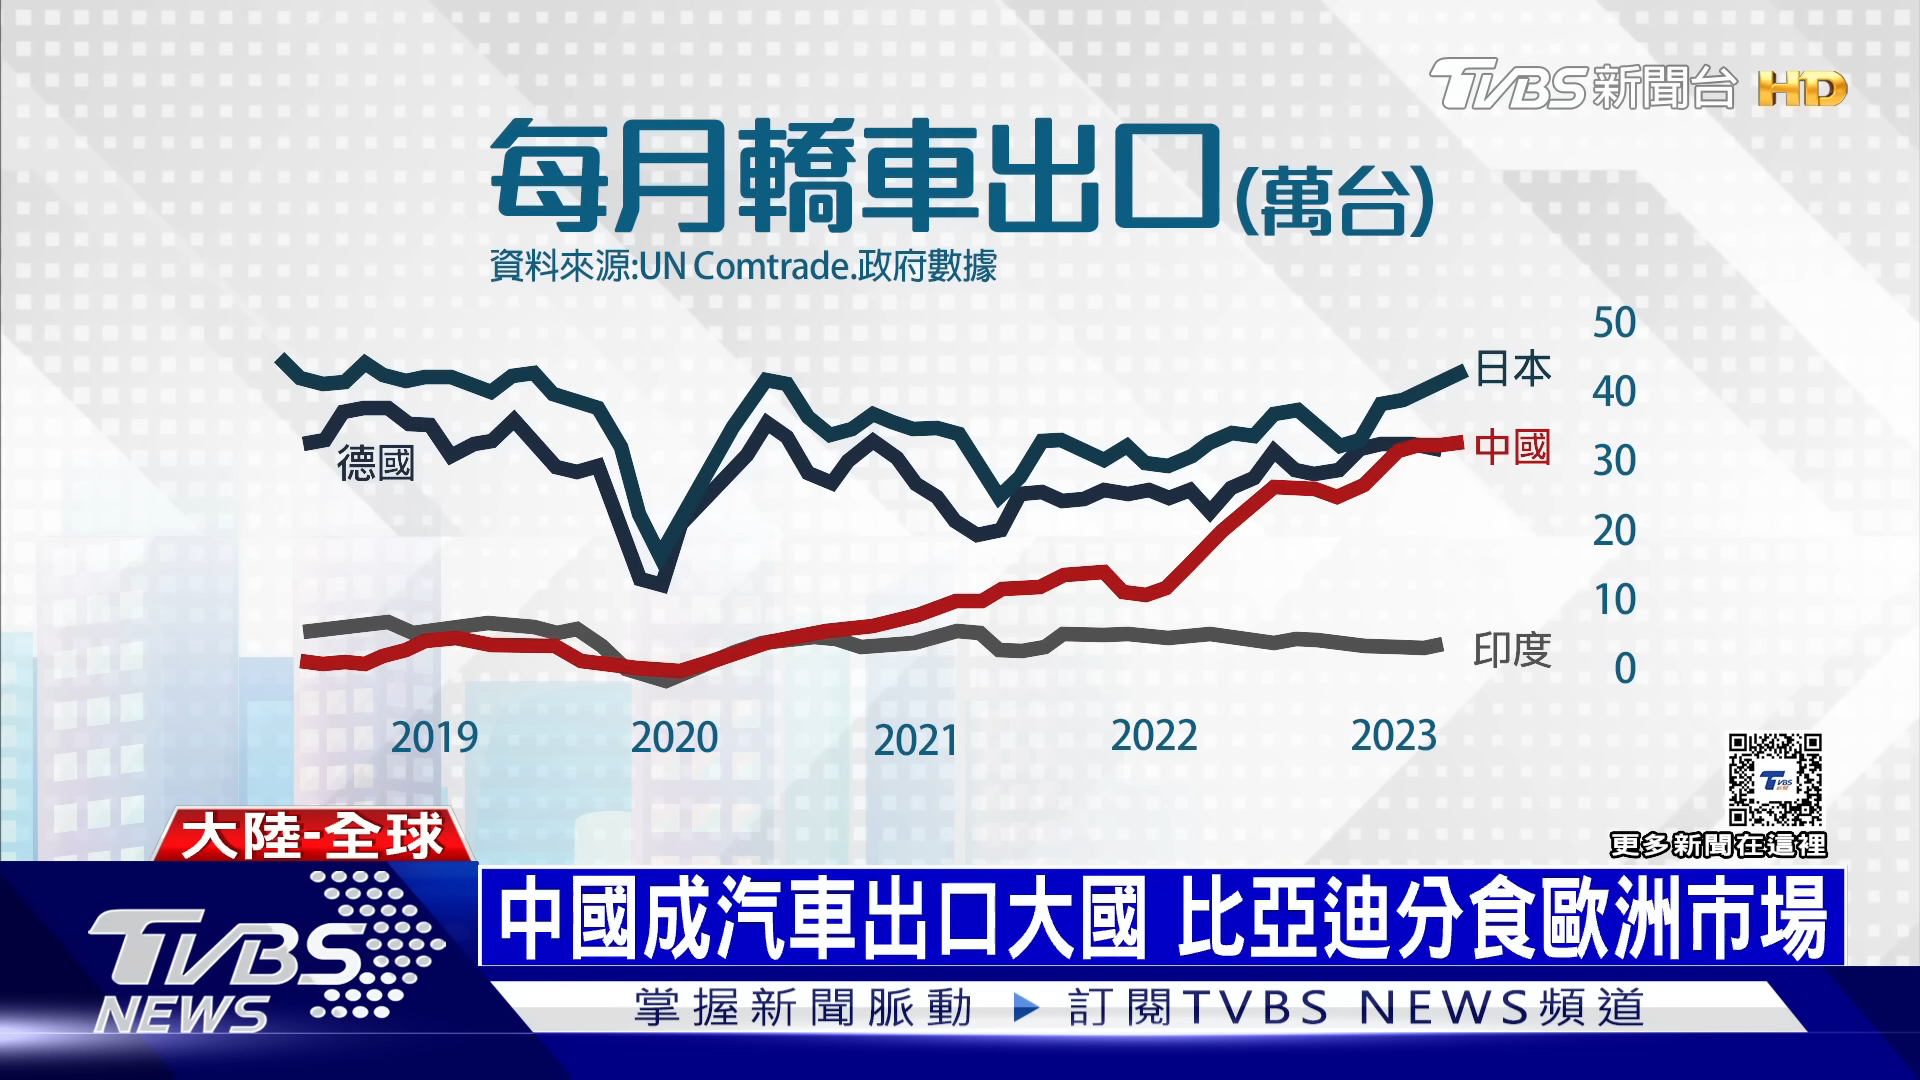 TVBS新聞台 HD
每月轎車出口(萬台)
資料來源:UN Comtrade.政府數據
50
日本
40
德國
中國
30
20
10
印度
0
2019 2020 2021 2022 2023
TVBS 新聞
更多新聞在這裡
大陸-全球
中國成汽車出口大國 比亞迪分食歐洲市場
TVBS NEWS
掌握新聞脈動 ▶ 訂閱TVBS NEWS頻道